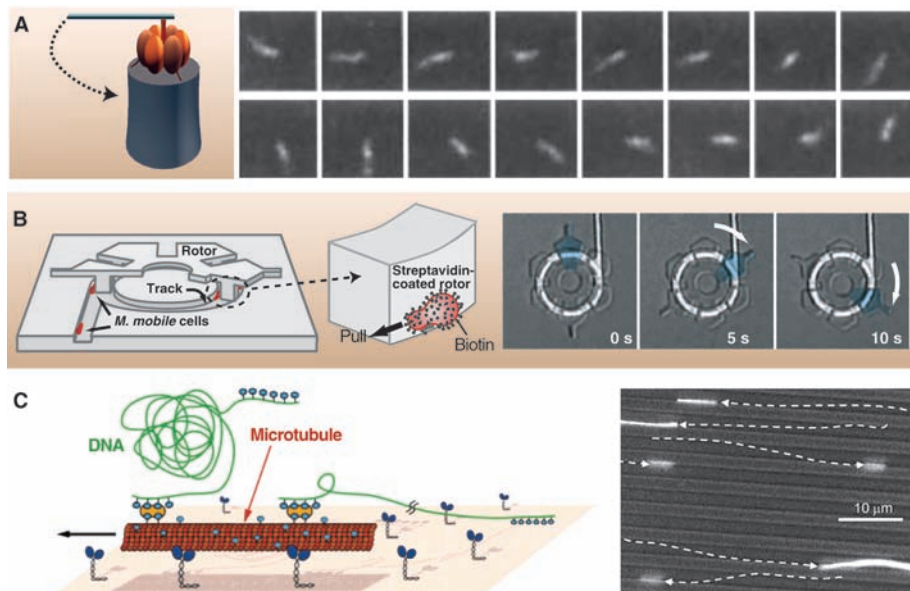 A
B
Rotor
Track
M. mobile cells
Streptavidin-
coated rotor
Pull
Biotin
0 s
5 s
10 s
C
DNA
Microtubule
10 μm